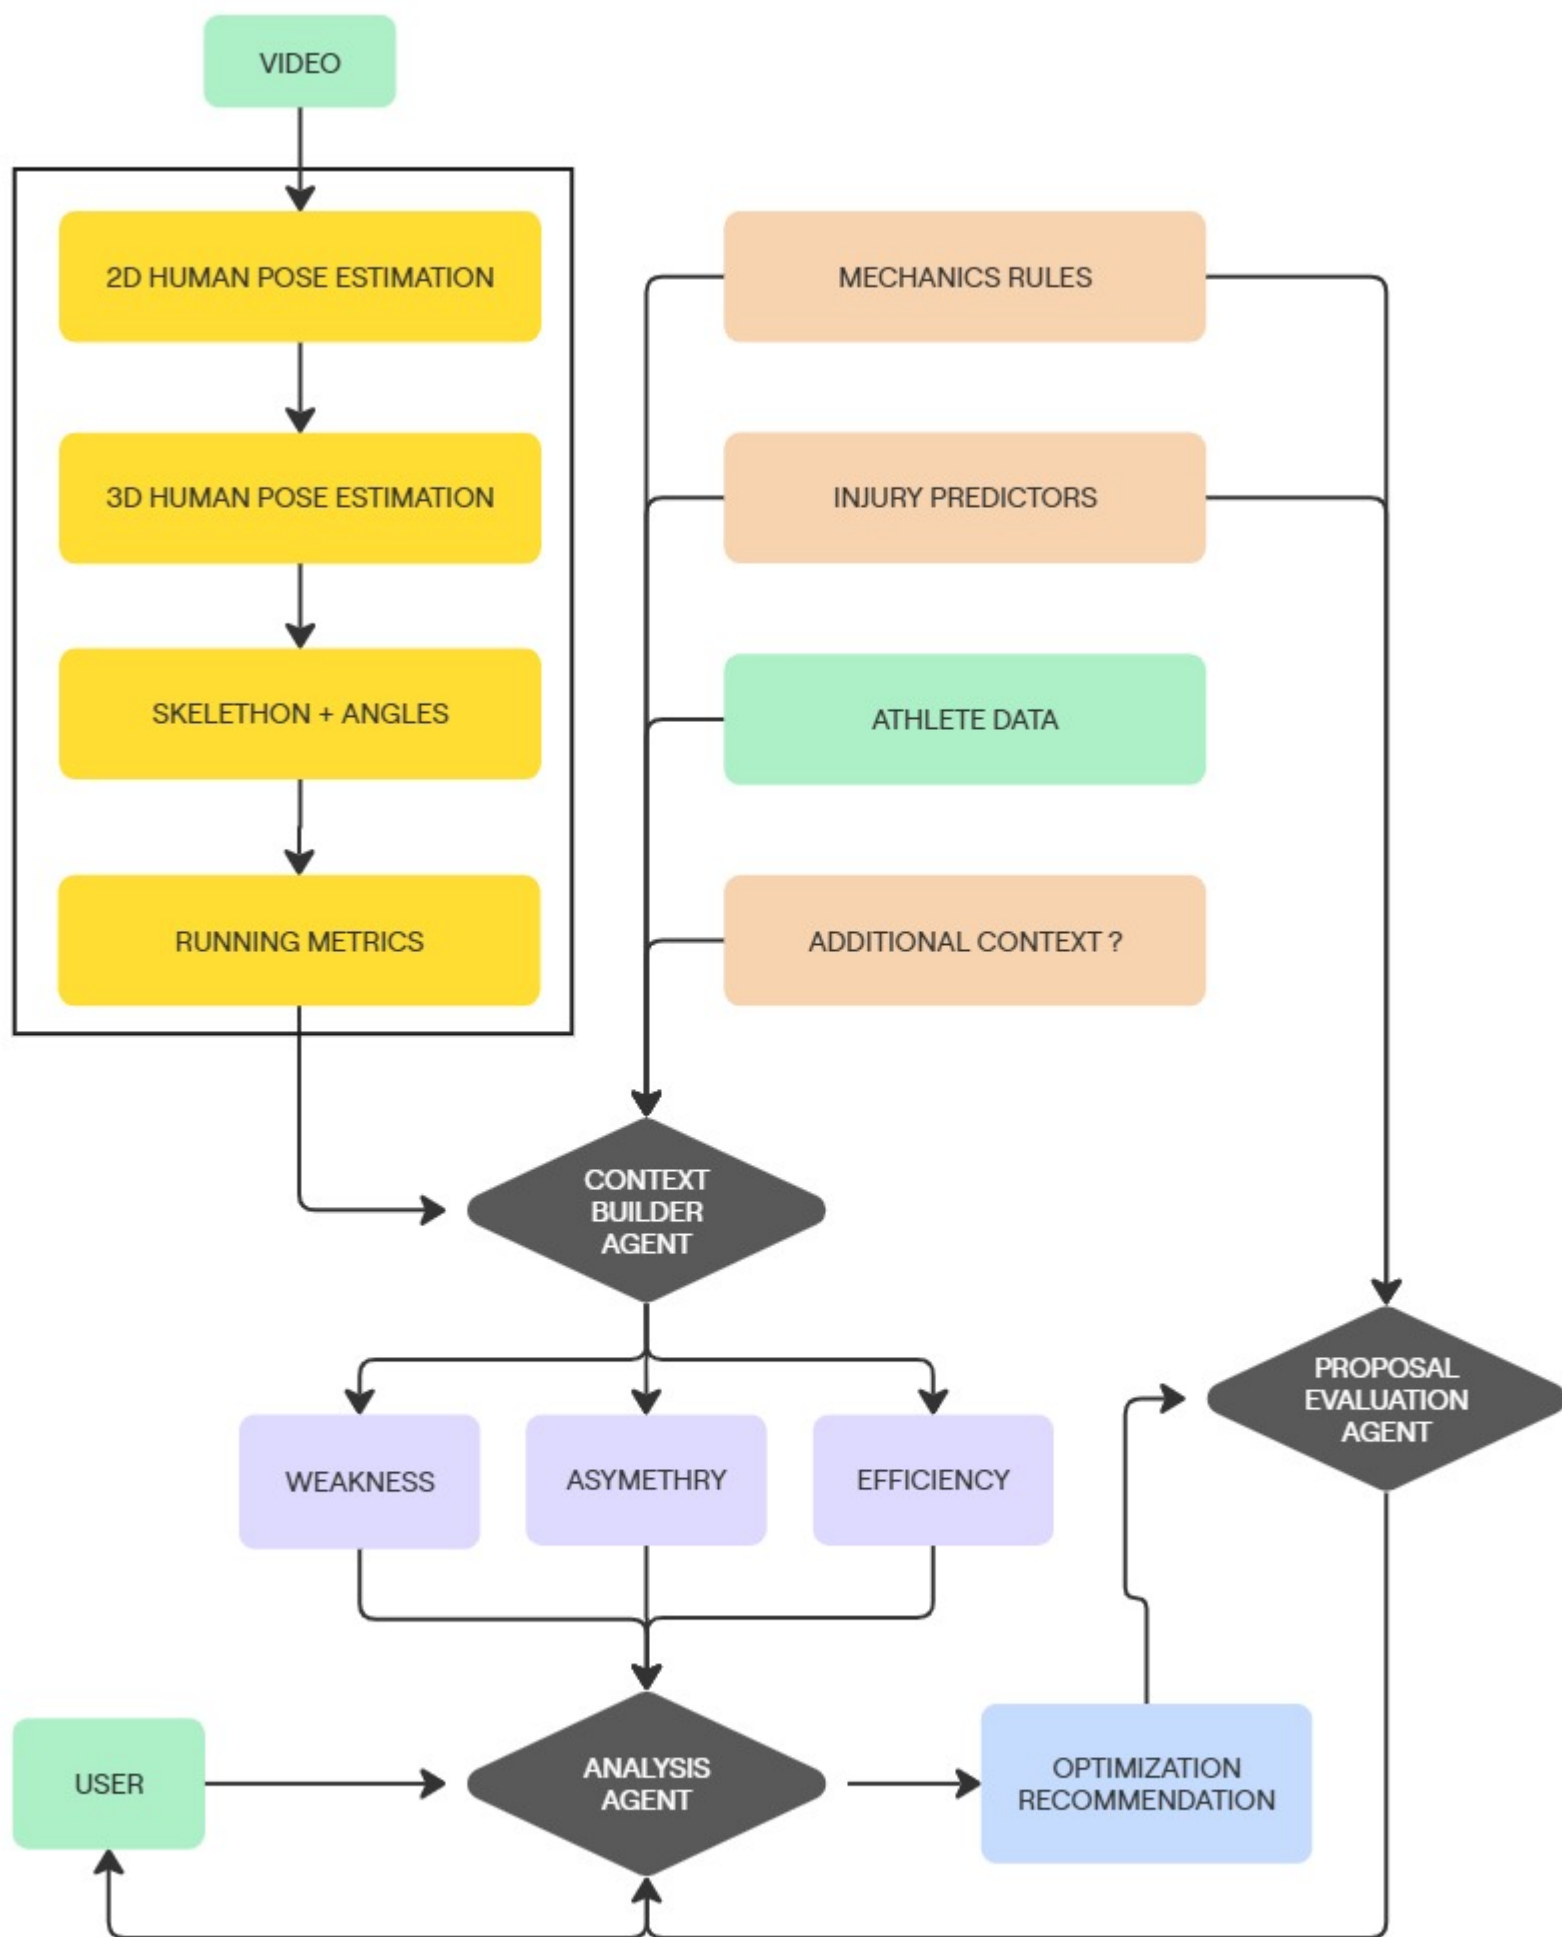 VIDEO
2D HUMAN POSE ESTIMATION
MECHANICS RULES
3D HUMAN POSE ESTIMATION
INJURY PREDICTORS
SKELETHON + ANGLES
ATHLETE DATA
RUNNING METRICS
ADDITIONAL CONTEXT ?
CONTEXT
BUILDER
AGENT
PROPOSAL
EVALUATION
AGENT
WEAKNESS
ASYMETHRY
EFFICIENCY
USER
ANALYSIS
AGENT
OPTIMIZATION
RECOMMENDATION